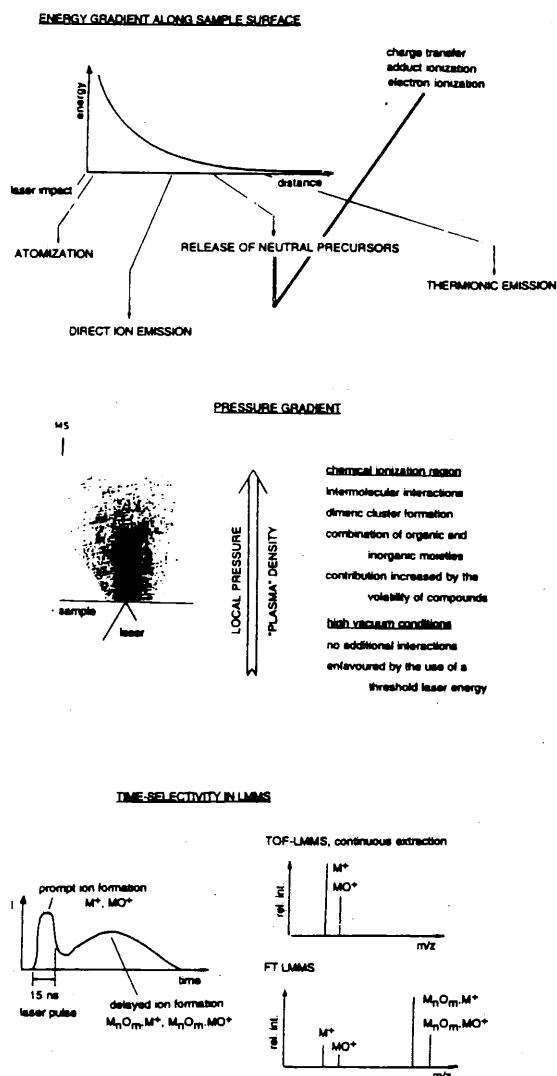 ENERGY GRADIENT ALONG SAMPLE SURFACE
charge transfer
adduct ionization
electron ionization
energy
distance
laser impact
ATOMIZATION
RELEASE OF NEUTRAL PRECURSORS
THERMIONIC EMISSION
DIRECT ION EMISSION
PRESSURE GRADIENT
MS
sample
laser
LOCAL PRESSURE
"PLASMA" DENSITY
chemical ionization region
intermolecular interactions
dimeric cluster formation
combination of organic and
inorganic moieties
contribution increased by the
volability of compounds
high vacuum conditions
no additional interactions
enfavoured by the use of a
threshold laser energy
TIME-SELECTIVITY IN LMMS
prompt ion formation
M⁺, MO⁺
I
time
15 ns
laser pulse
delayed ion formation
MₙOₘ.M⁺, MₙOₘ.MO⁺
TOF-LMMS, continuous extraction
rel. int.
M⁺
MO⁺
m/z
FT LMMS
rel. int.
M⁺
MO⁺
MₙOₘ.M⁺
MₙOₘ.MO⁺
m/z